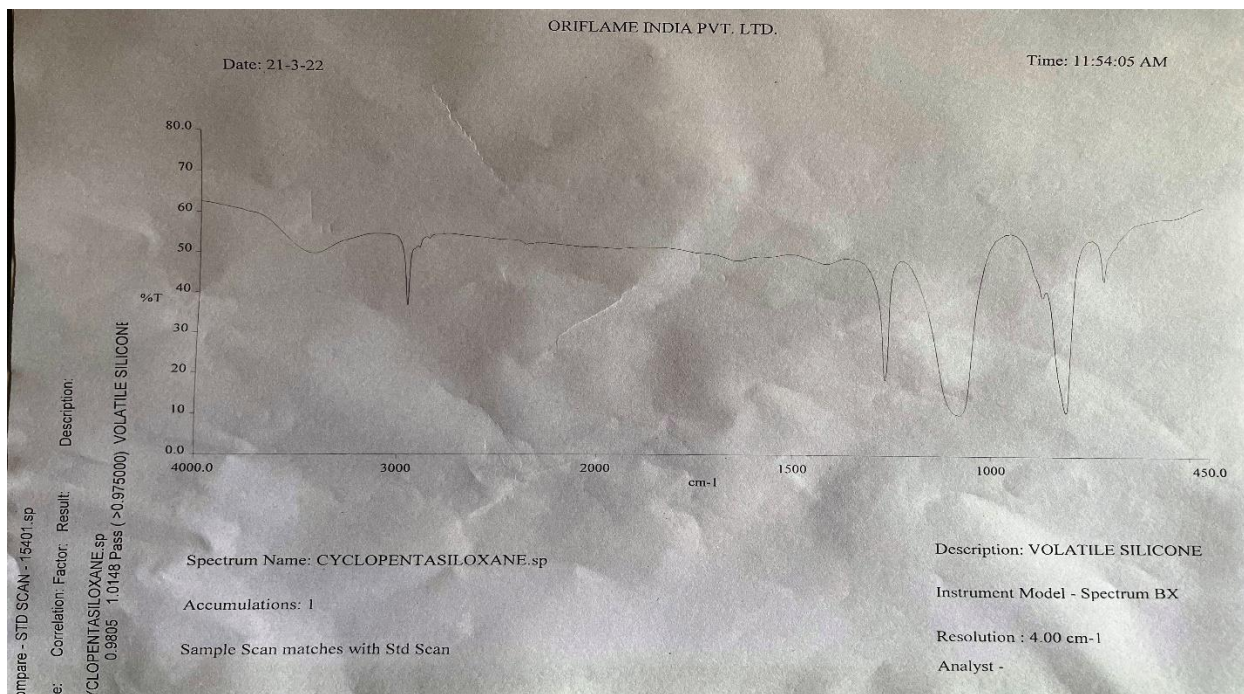 ORIFLAME INDIA PVT. LTD.
Date: 21-3-22
Time: 11:54:05 AM
80.0
70
60
50
%T
40
30
20
10
0.0
4000.0 3000 2000 1500 1000 450.0
cm-1
Spectrum Name: CYCLOPENTASILOXANE.sp
Accumulations: 1
Sample Scan matches with Std Scan
Description: VOLATILE SILICONE
Instrument Model - Spectrum BX
Resolution : 4.00 cm-1
Analyst -
- STD SCAN - 15401.sp
Correlation: Factor: Result: Description:
0.9805 1.0148 Pass ( >0.975000) VOLATILE SILICONE